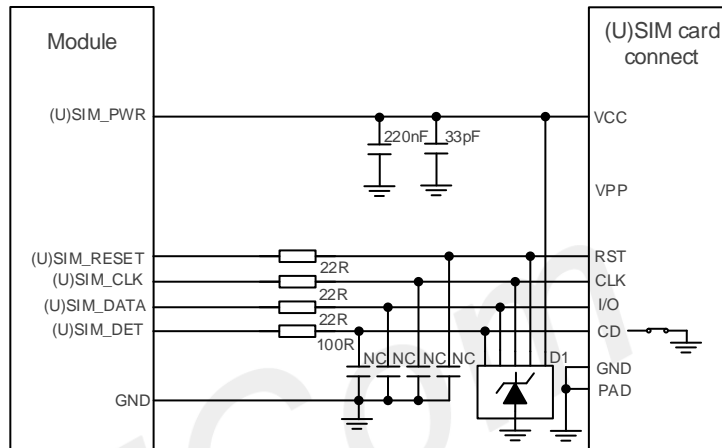 Module
(U)SIM card
connect
(U)SIM_PWR
220nF
33pF
VCC
VPP
(U)SIM_RESET
22R
RST
(U)SIM_CLK
22R
CLK
(U)SIM_DATA
22R
I/O
(U)SIM_DET
100R
CD
NC
NC
NC
NC
D1
GND
PAD
GND